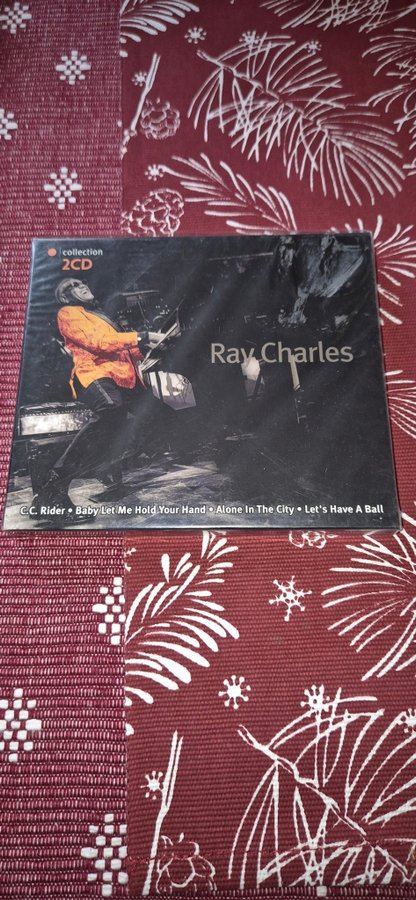 collection
2CD
Ray Charles
C.C. Rider • Baby Let Me Hold Your Hand • Alone In The City • Let's Have A Ball